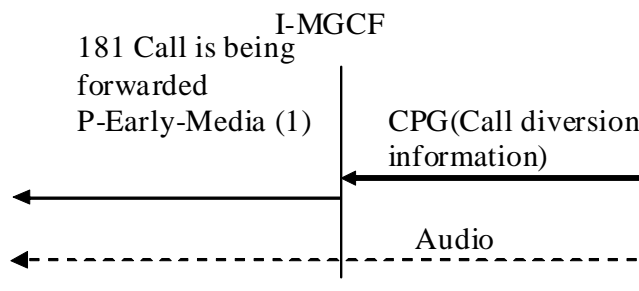 I-MGCF
181 Call is being
forwarded
P-Early-Media (1)
CPG(Call diversion
information)
Audio